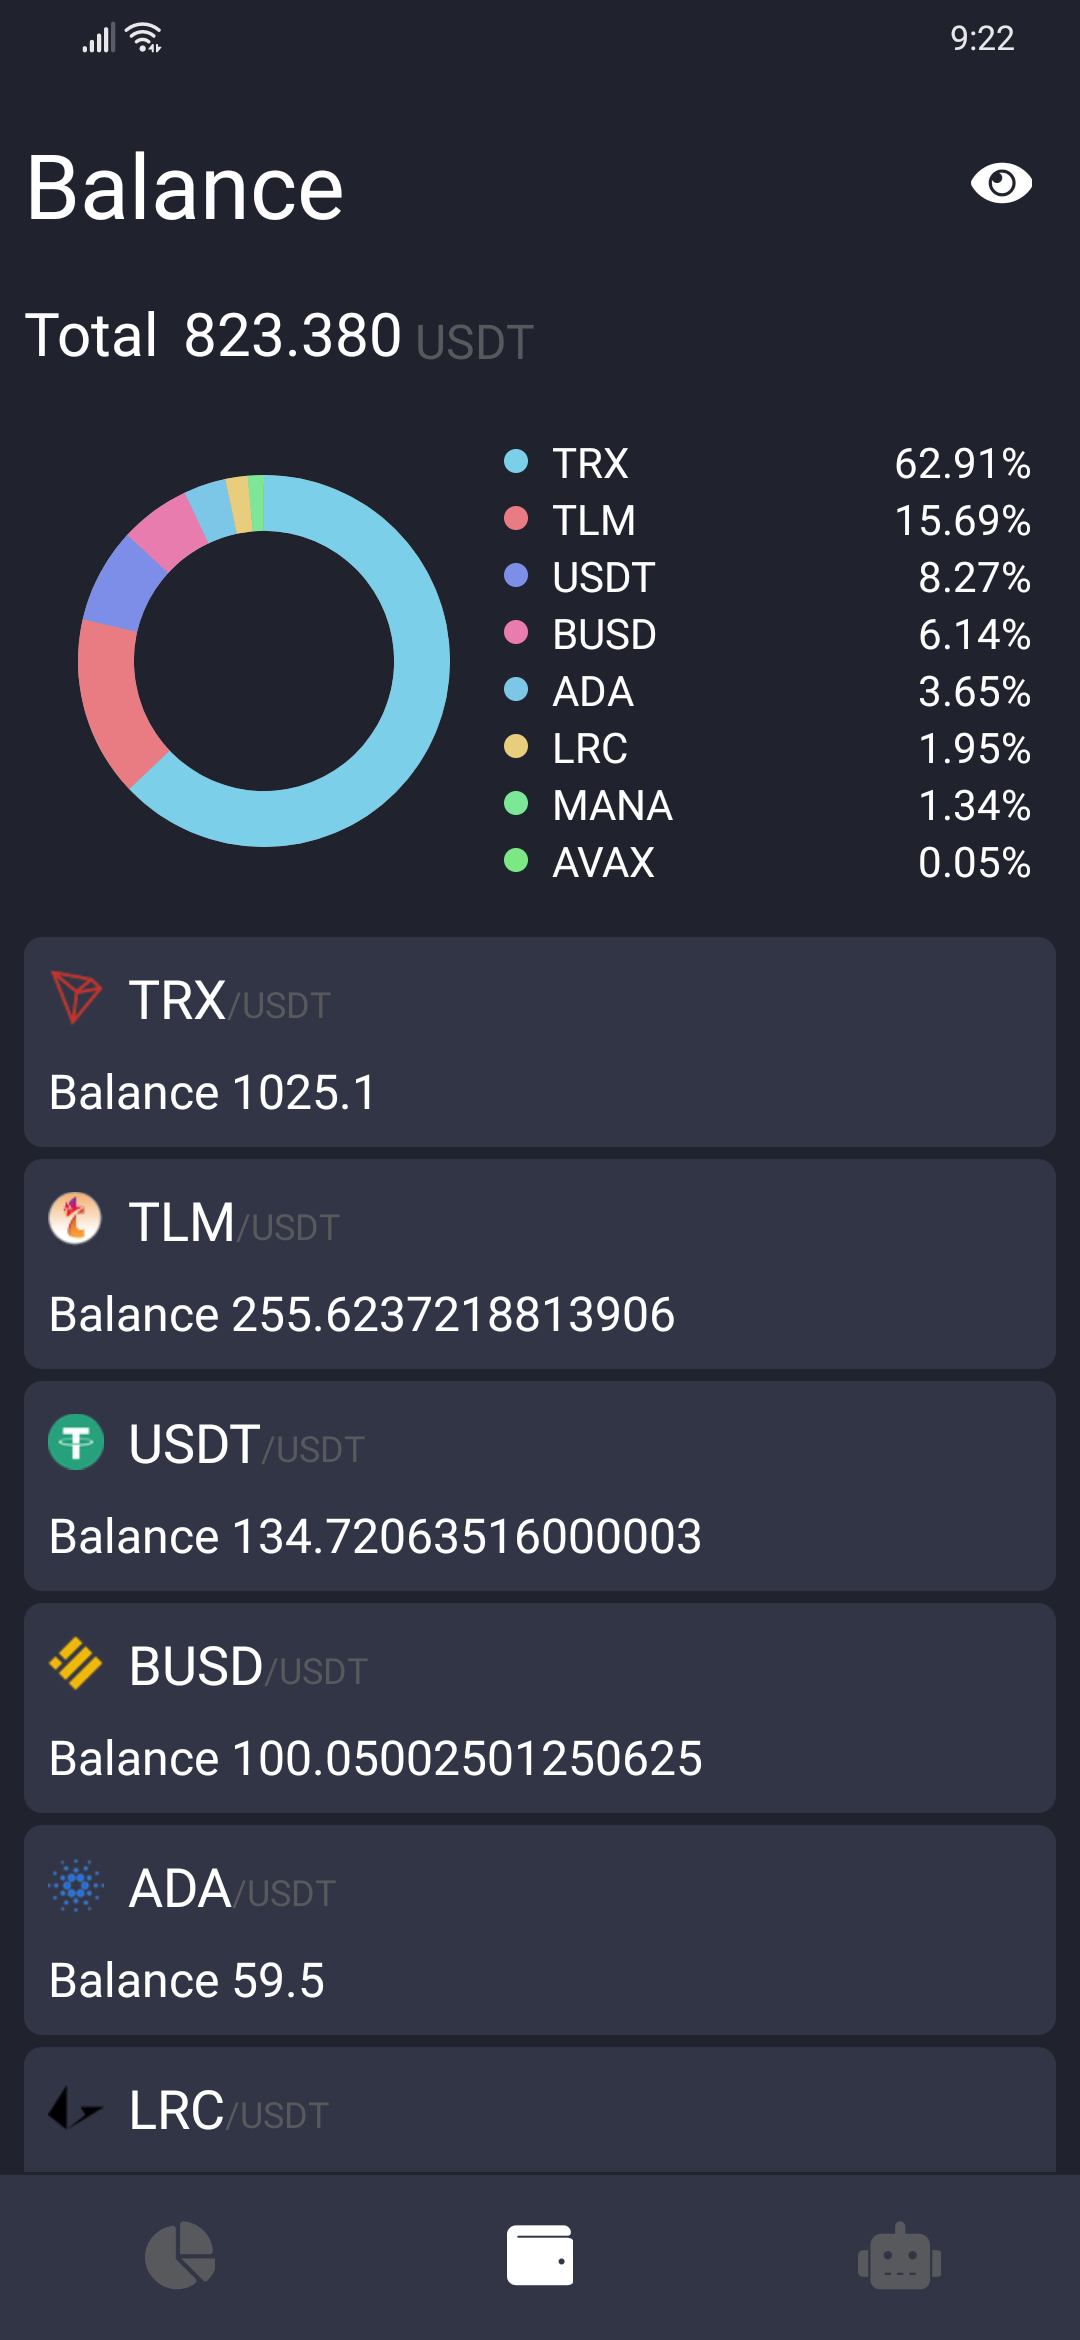 9:22
Balance
Total 823.380 USDT
TRX 62.91%
TLM 15.69%
USDT 8.27%
BUSD 6.14%
ADA 3.65%
LRC 1.95%
MANA 1.34%
AVAX 0.05%
TRX/USDT
Balance 1025.1
TLM/USDT
Balance 255.6237218813906
USDT/USDT
Balance 134.72063516000003
BUSD/USDT
Balance 100.05002501250625
ADA/USDT
Balance 59.5
LRC/USDT